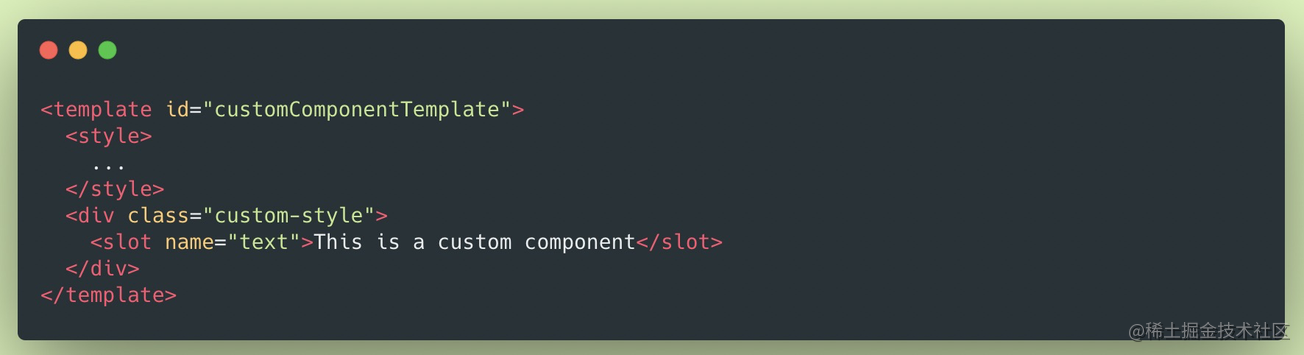 <template id="customComponentTemplate">
  <style>
    ...
  </style>
  <div class="custom-style">
    <slot name="text">This is a custom component</slot>
  </div>
</template>
@稀土掘金技术社区